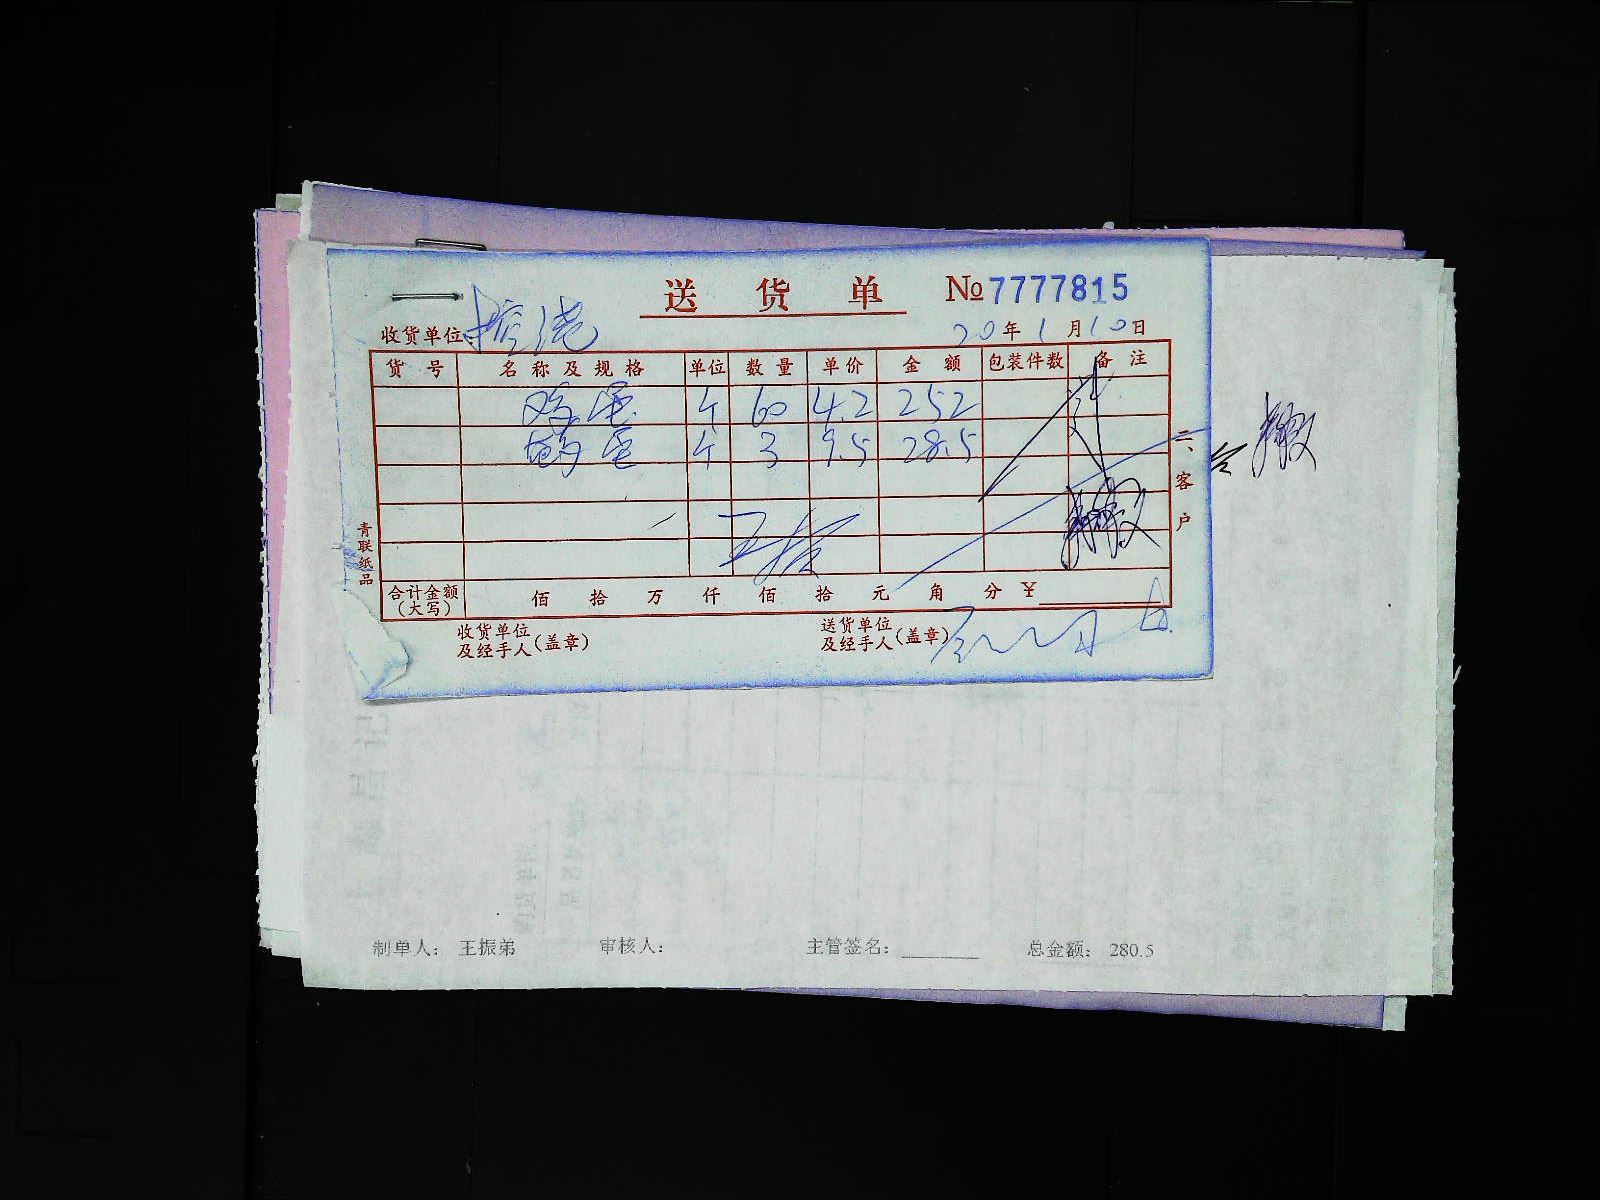 送货单 №7777815
收货单位
20年1月10日
货号 名称及规格 单位 数量 单价 金额 包装件数 备注
鸡蛋 斤 60 4.2 252
斤 3 9.5 28.5
王振
二、客户
青联纸品
合计金额(大写) 佰拾万仟佰拾元角分 ¥
收货单位及经手人(盖章) 送货单位及经手人(盖章)
制单人: 王振弟 审核人: 主管签名: 总金额: 280.5